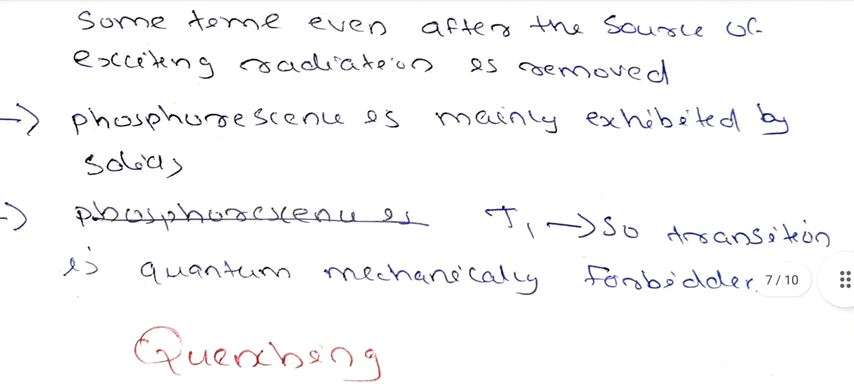 Some time even after the source of
exciting radiation is removed
→ phosphorescence is mainly exhibited by
solids
→ phosphorescence is T₁ → S0 transition
is quantum mechanically forbidden 7/10
Quenching